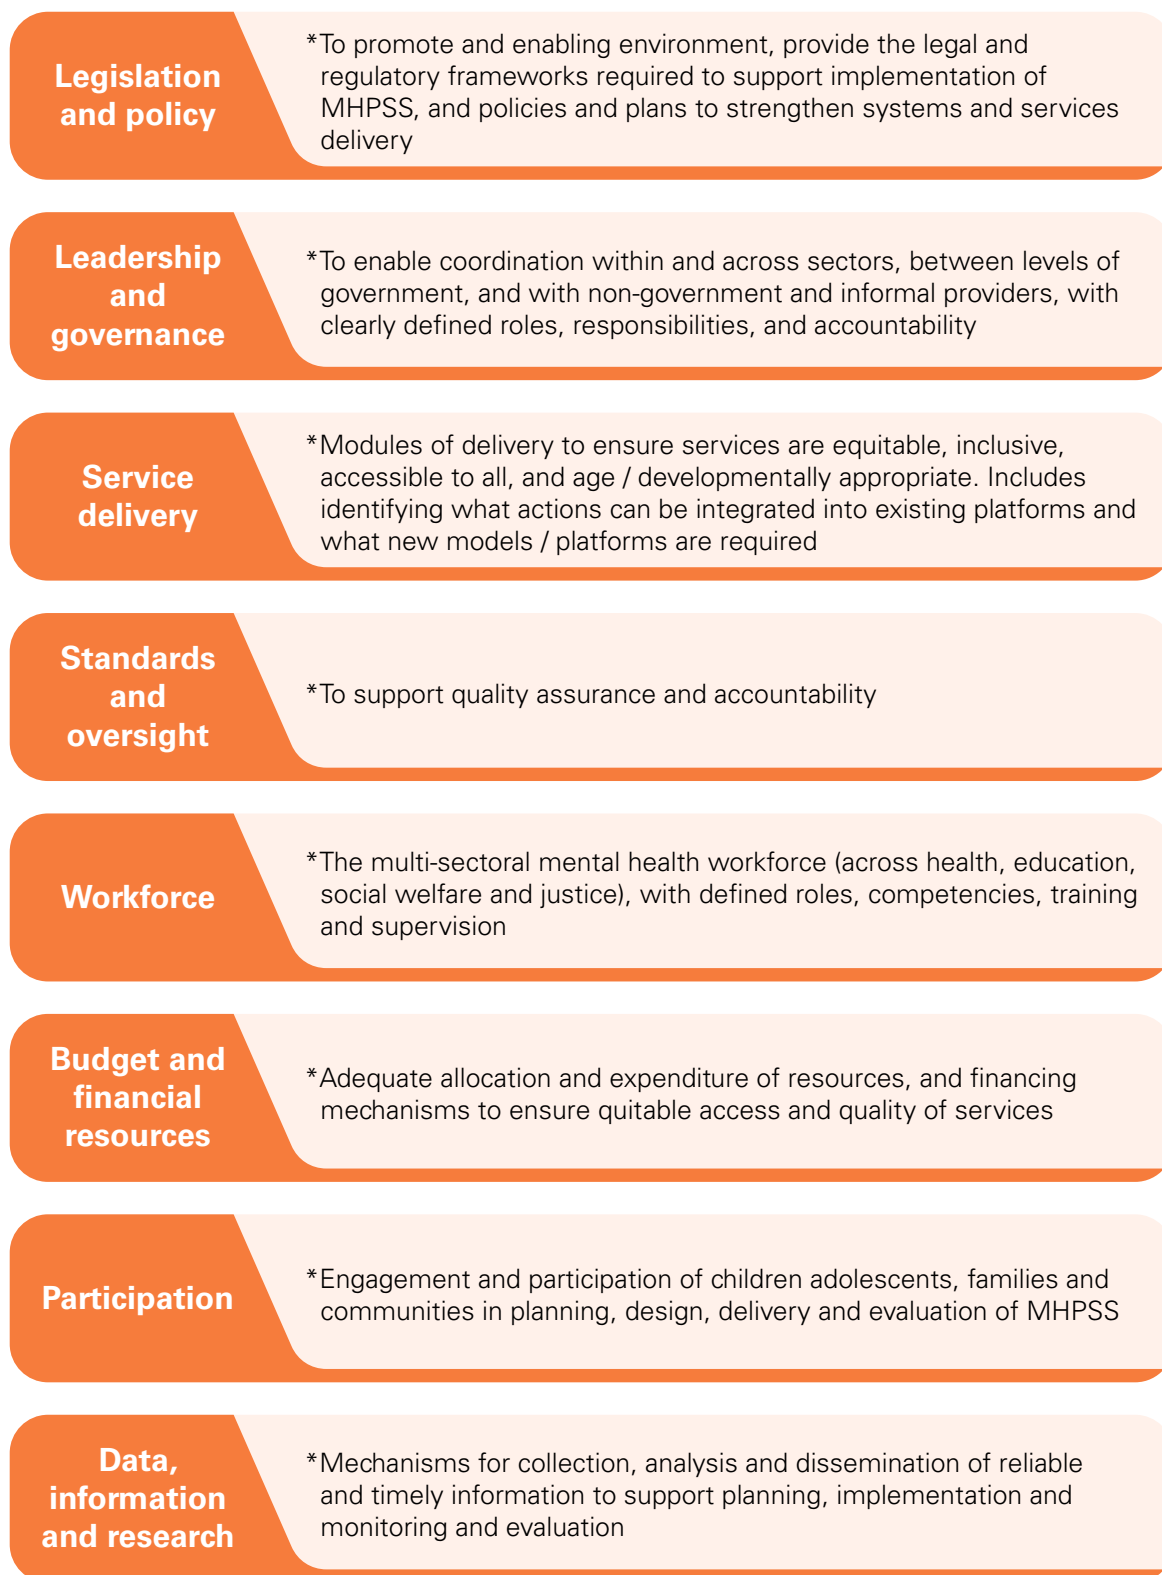 Legislation
and policy
*To promote and enabling environment, provide the legal and
regulatory frameworks required to support implementation of
MHPSS, and policies and plans to strengthen systems and services
delivery
Leadership
and
governance
*To enable coordination within and across sectors, between levels of
government, and with non-government and informal providers, with
clearly defined roles, responsibilities, and accountability
Service
delivery
*Modules of delivery to ensure services are equitable, inclusive,
accessible to all, and age / developmentally appropriate. Includes
identifying what actions can be integrated into existing platforms and
what new models / platforms are required
Standards
and
oversight
*To support quality assurance and accountability
Workforce
*The multi-sectoral mental health workforce (across health, education,
social welfare and justice), with defined roles, competencies, training
and supervision
Budget and
financial
resources
*Adequate allocation and expenditure of resources, and financing
mechanisms to ensure quitable access and quality of services
Participation
*Engagement and participation of children adolescents, families and
communities in planning, design, delivery and evaluation of MHPSS
Data,
information
and research
*Mechanisms for collection, analysis and dissemination of reliable
and timely information to support planning, implementation and
monitoring and evaluation